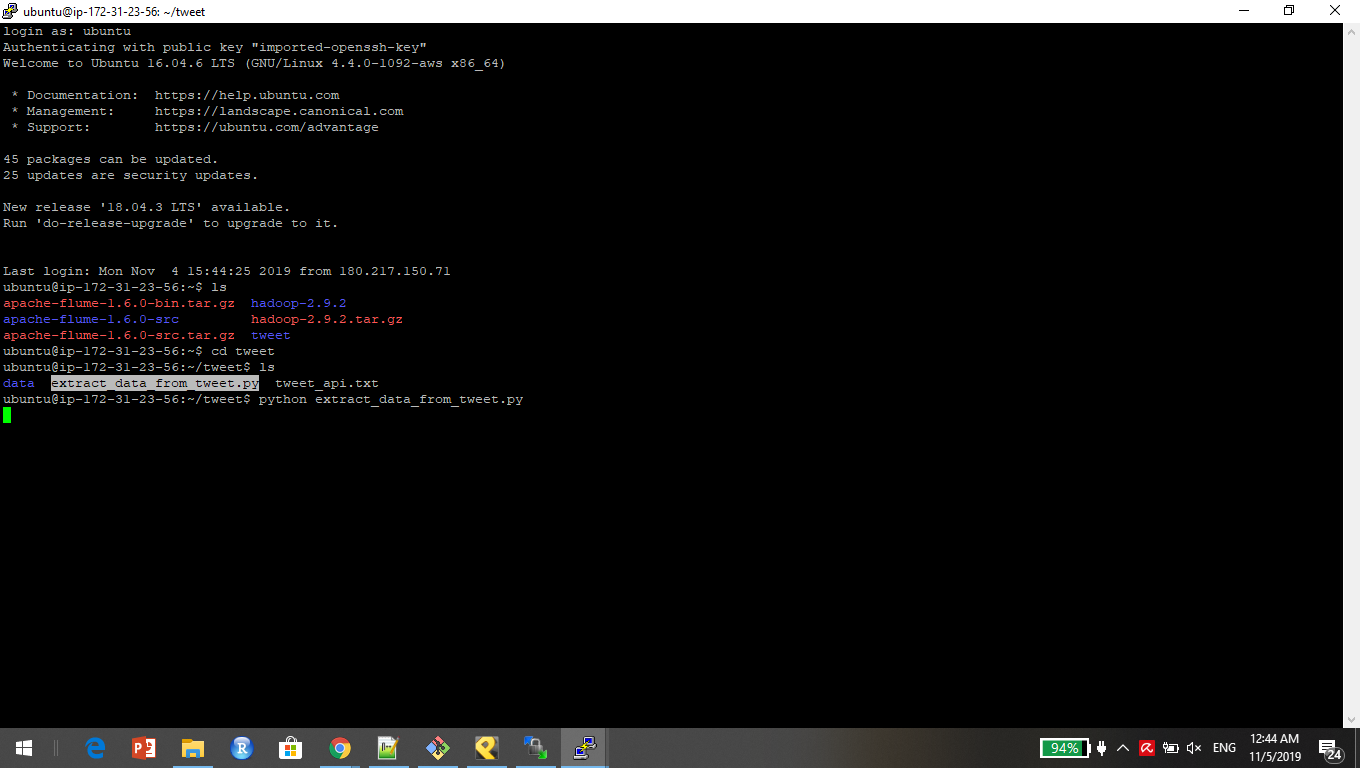 ubuntu@ip-172-31-23-56: ~/tweet
login as: ubuntu
Authenticating with public key "imported-openssh-key"
Welcome to Ubuntu 16.04.6 LTS (GNU/Linux 4.4.0-1092-aws x86_64)
* Documentation:  https://help.ubuntu.com
* Management:     https://landscape.canonical.com
* Support:        https://ubuntu.com/advantage
45 packages can be updated.
25 updates are security updates.
New release '18.04.3 LTS' available.
Run 'do-release-upgrade' to upgrade to it.
Last login: Mon Nov  4 15:44:25 2019 from 180.217.150.71
ubuntu@ip-172-31-23-56:~$ ls
apache-flume-1.6.0-bin.tar.gz  hadoop-2.9.2
apache-flume-1.6.0-src         hadoop-2.9.2.tar.gz
apache-flume-1.6.0-src.tar.gz  tweet
ubuntu@ip-172-31-23-56:~$ cd tweet
ubuntu@ip-172-31-23-56:~/tweet$ ls
data  extract_data_from_tweet.py  tweet_api.txt
ubuntu@ip-172-31-23-56:~/tweet$ python extract_data_from_tweet.py
94%
ENG
12:44 AM
11/5/2019
24